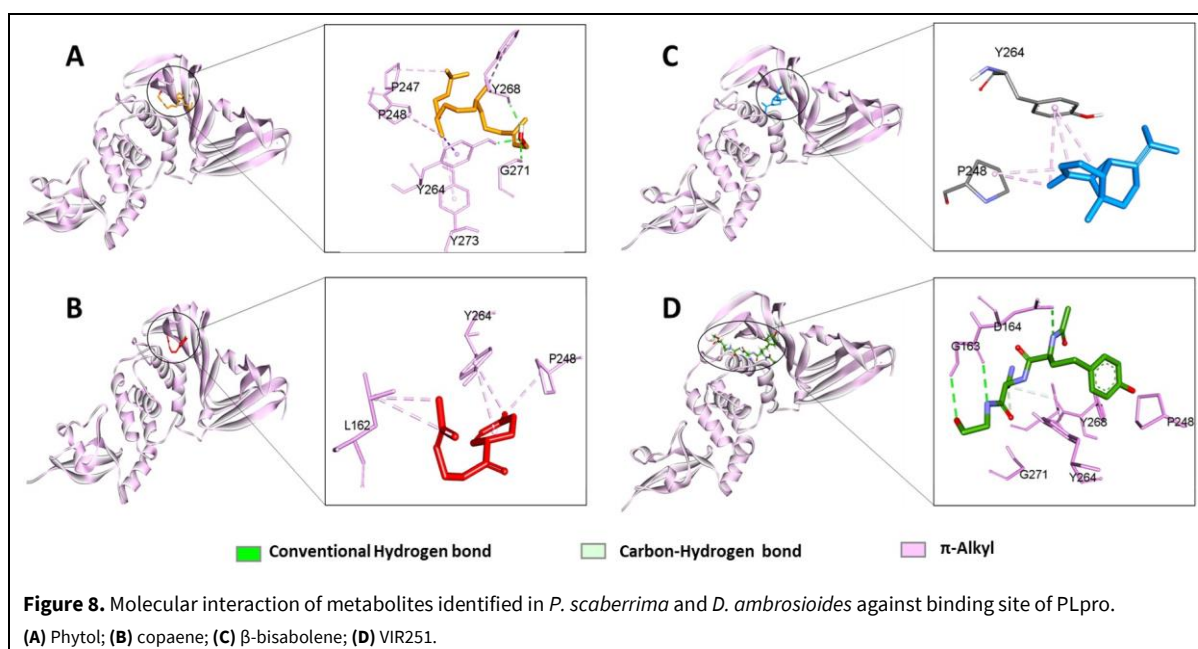 A
P247
P248
Y268
G271
Y264
Y273
C
Y264
P248
B
Y264
P248
L162
D
D164
G163
P248
Y268
G271
Y264
Conventional Hydrogen bond
Carbon-Hydrogen bond
π-Alkyl
Figure 8. Molecular interaction of metabolites identified in P. scaberrima and D. ambrosioides against binding site of PLpro.
(A) Phytol; (B) copaene; (C) β-bisabolene; (D) VIR251.